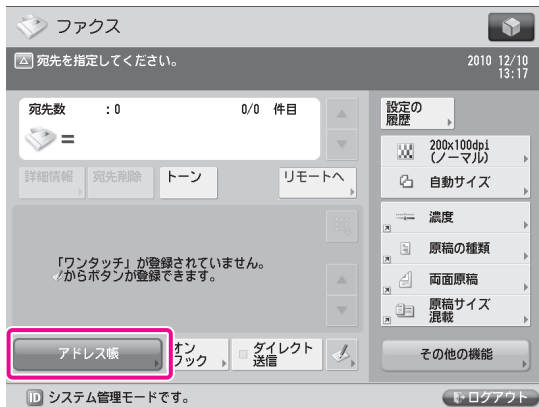 ファクス
宛先を指定してください。
2010 12/10
13:17
宛先数 :0 0/0 件目
=
詳細情報 宛先削除 トーン リモートへ
「ワンタッチ」が登録されていません。
からボタンが登録できます。
アドレス帳
オン
フック
ダイレクト
送信
設定の
履歴
200x100dpi
(ノーマル)
自動サイズ
濃度
原稿の種類
両面原稿
原稿サイズ
混載
その他の機能
ID システム管理モードです。
ログアウト